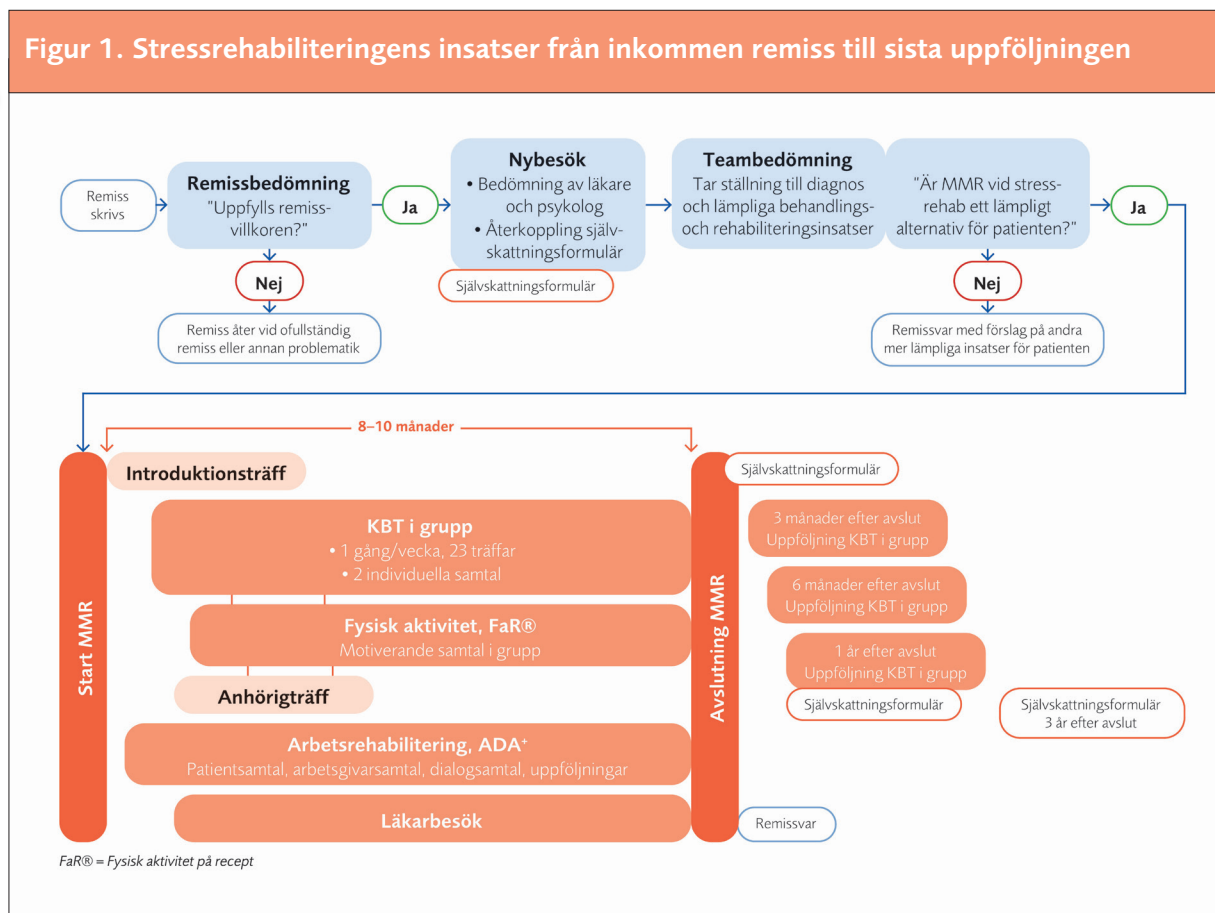 Figur 1. Stressrehabiliteringens insatser från inkommen remiss till sista uppföljningen
Remiss
skrivs
Remissbedömning
"Uppfylls remiss-
villkoren?"
Ja
Nej
Remiss åter vid ofullständig
remiss eller annan problematik
Nybesök
• Bedömning av läkare
och psykolog
• Återkoppling själv-
skattningsformulär
Självskattningsformulär
Teambedömning
Tar ställning till diagnos
och lämpliga behandlings-
och rehabiliteringsinsatser
"Är MMR vid stress-
rehab ett lämpligt
alternativ för patienten?"
Ja
Nej
Remissvar med förslag på andra
mer lämpliga insatser för patienten
8–10 månader
Start MMR
Introduktionsträff
KBT i grupp
• 1 gång/vecka, 23 träffar
• 2 individuella samtal
Fysisk aktivitet, FaR®
Motiverande samtal i grupp
Anhörigträff
Arbetsrehabilitering, ADA⁺
Patientsamtal, arbetsgivarsamtal, dialogsamtal, uppföljningar
Läkarbesök
Avslutning MMR
Självskattningsformulär
3 månader efter avslut
Uppföljning KBT i grupp
6 månader efter avslut
Uppföljning KBT i grupp
1 år efter avslut
Uppföljning KBT i grupp
Självskattningsformulär
Självskattningsformulär
3 år efter avslut
Remissvar
FaR® = Fysisk aktivitet på recept